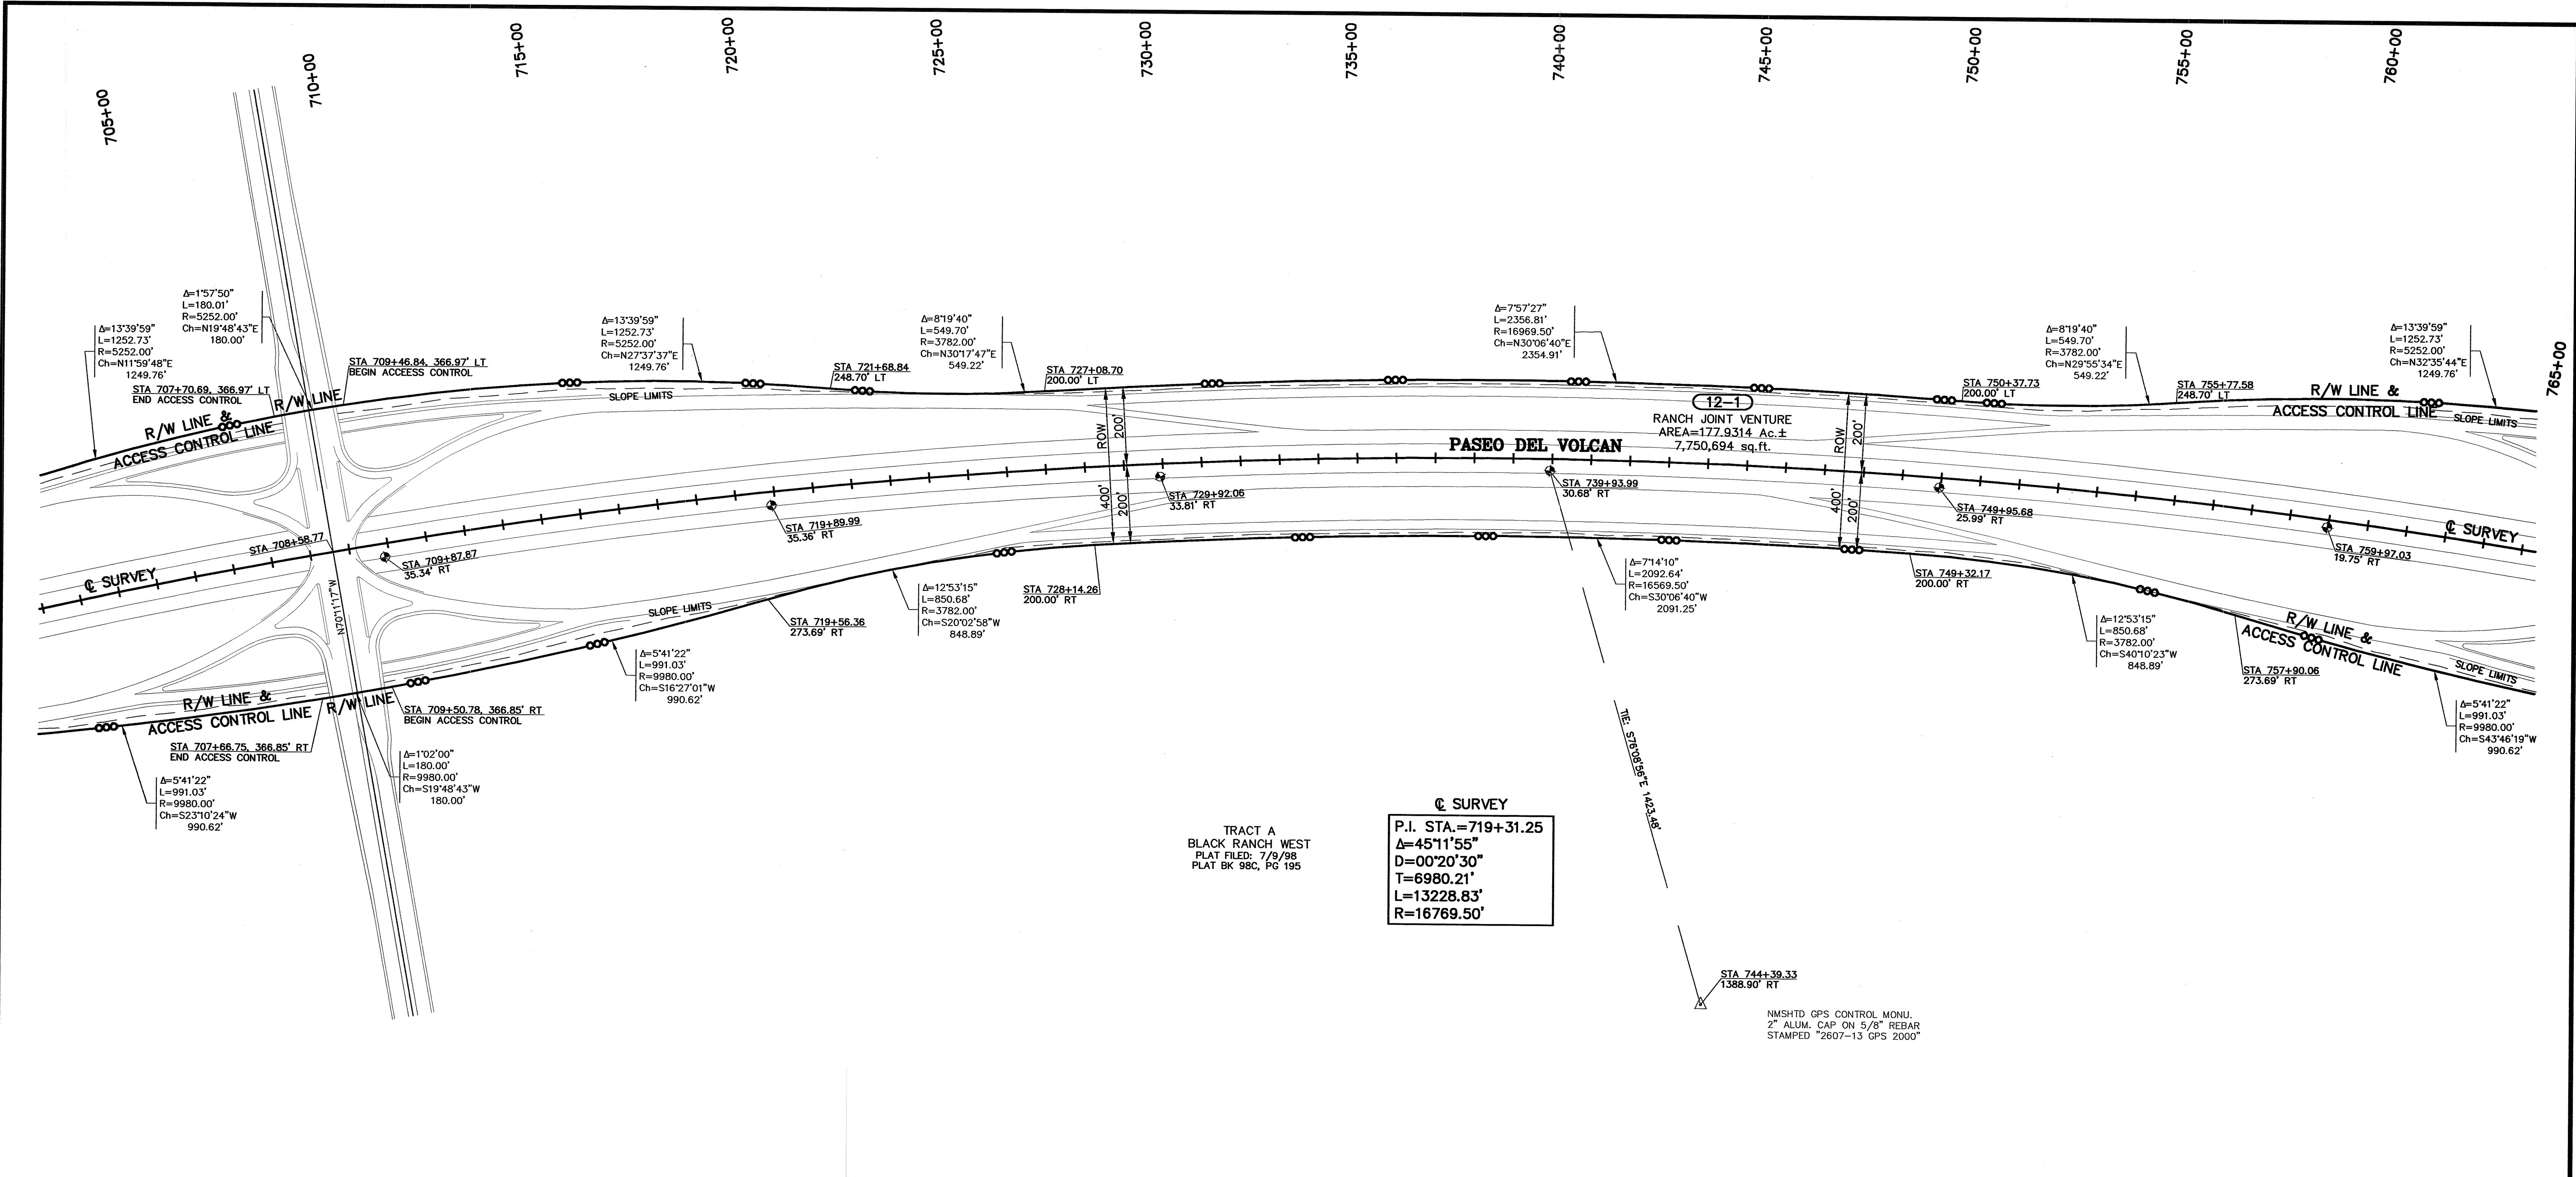 705+00
710+00
715+00
720+00
725+00
730+00
735+00
740+00
745+00
750+00
755+00
760+00
765+00
Δ=13°39'59"
L=1252.73'
R=5252.00'
Ch=N11°59'48"E
1249.76'
Δ=1°57'50"
L=180.01'
R=5252.00'
Ch=N19°48'43"E
180.00'
STA 707+70.69, 366.97' LT
END ACCESS CONTROL
STA 709+46.84, 366.97' LT
BEGIN ACCEESS CONTROL
R/W LINE &
ACCESS CONTROL LINE
R/W LINE
Δ=13°39'59"
L=1252.73'
R=5252.00'
Ch=N27°37'37"E
1249.76'
SLOPE LIMITS
STA 721+68.84
248.70' LT
Δ=8°19'40"
L=549.70'
R=3782.00'
Ch=N30°17'47"E
549.22'
STA 727+08.70
200.00' LT
ROW
200'
400'
200'
Δ=7°57'27"
L=2356.81'
R=16969.50'
Ch=N30°06'40"E
2354.91'
12-1
RANCH JOINT VENTURE
AREA=177.9314 Ac.±
7,750,694 sq.ft.
PASEO DEL VOLCAN
ROW
200'
400'
200'
STA 750+37.73
200.00' LT
Δ=8°19'40"
L=549.70'
R=3782.00'
Ch=N29°55'34"E
549.22'
STA 755+77.58
248.70' LT
R/W LINE &
ACCESS CONTROL LINE
Δ=13°39'59"
L=1252.73'
R=5252.00'
Ch=N32°35'44"E
1249.76'
SLOPE LIMITS
℄ SURVEY
STA 708+58.77
STA 709+87.87
35.34' RT
N70°11'17"W
STA 719+89.99
35.36' RT
STA 729+92.06
33.81' RT
STA 739+93.99
30.68' RT
STA 749+95.68
25.99' RT
STA 759+97.03
19.75' RT
℄ SURVEY
R/W LINE &
ACCESS CONTROL LINE
R/W LINE
STA 707+66.75, 366.85' RT
END ACCESS CONTROL
STA 709+50.78, 366.85' RT
BEGIN ACCESS CONTROL
Δ=5°41'22"
L=991.03'
R=9980.00'
Ch=S23°10'24"W
990.62'
Δ=1°02'00"
L=180.00'
R=9980.00'
Ch=S19°48'43"W
180.00'
Δ=5°41'22"
L=991.03'
R=9980.00'
Ch=S16°27'01"W
990.62'
SLOPE LIMITS
STA 719+56.36
273.69' RT
Δ=12°53'15"
L=850.68'
R=3782.00'
Ch=S20°02'58"W
848.89'
STA 728+14.26
200.00' RT
Δ=7°14'10"
L=2092.64'
R=16569.50'
Ch=S30°06'40"W
2091.25'
STA 749+32.17
200.00' RT
Δ=12°53'15"
L=850.68'
R=3782.00'
Ch=S40°10'23"W
848.89'
STA 757+90.06
273.69' RT
R/W LINE &
ACCESS CONTROL LINE
SLOPE LIMITS
Δ=5°41'22"
L=991.03'
R=9980.00'
Ch=S43°46'19"W
990.62'
TIE: S76°08'56"E 1423.48'
TRACT A
BLACK RANCH WEST
PLAT FILED: 7/9/98
PLAT BK 98C, PG 195
℄ SURVEY
P.I. STA.=719+31.25
Δ=45°11'55"
D=00°20'30"
T=6980.21'
L=13228.83'
R=16769.50'
STA 744+39.33
1388.90' RT
NMSHTD GPS CONTROL MONU.
2" ALUM. CAP ON 5/8" REBAR
STAMPED "2607-13 GPS 2000"